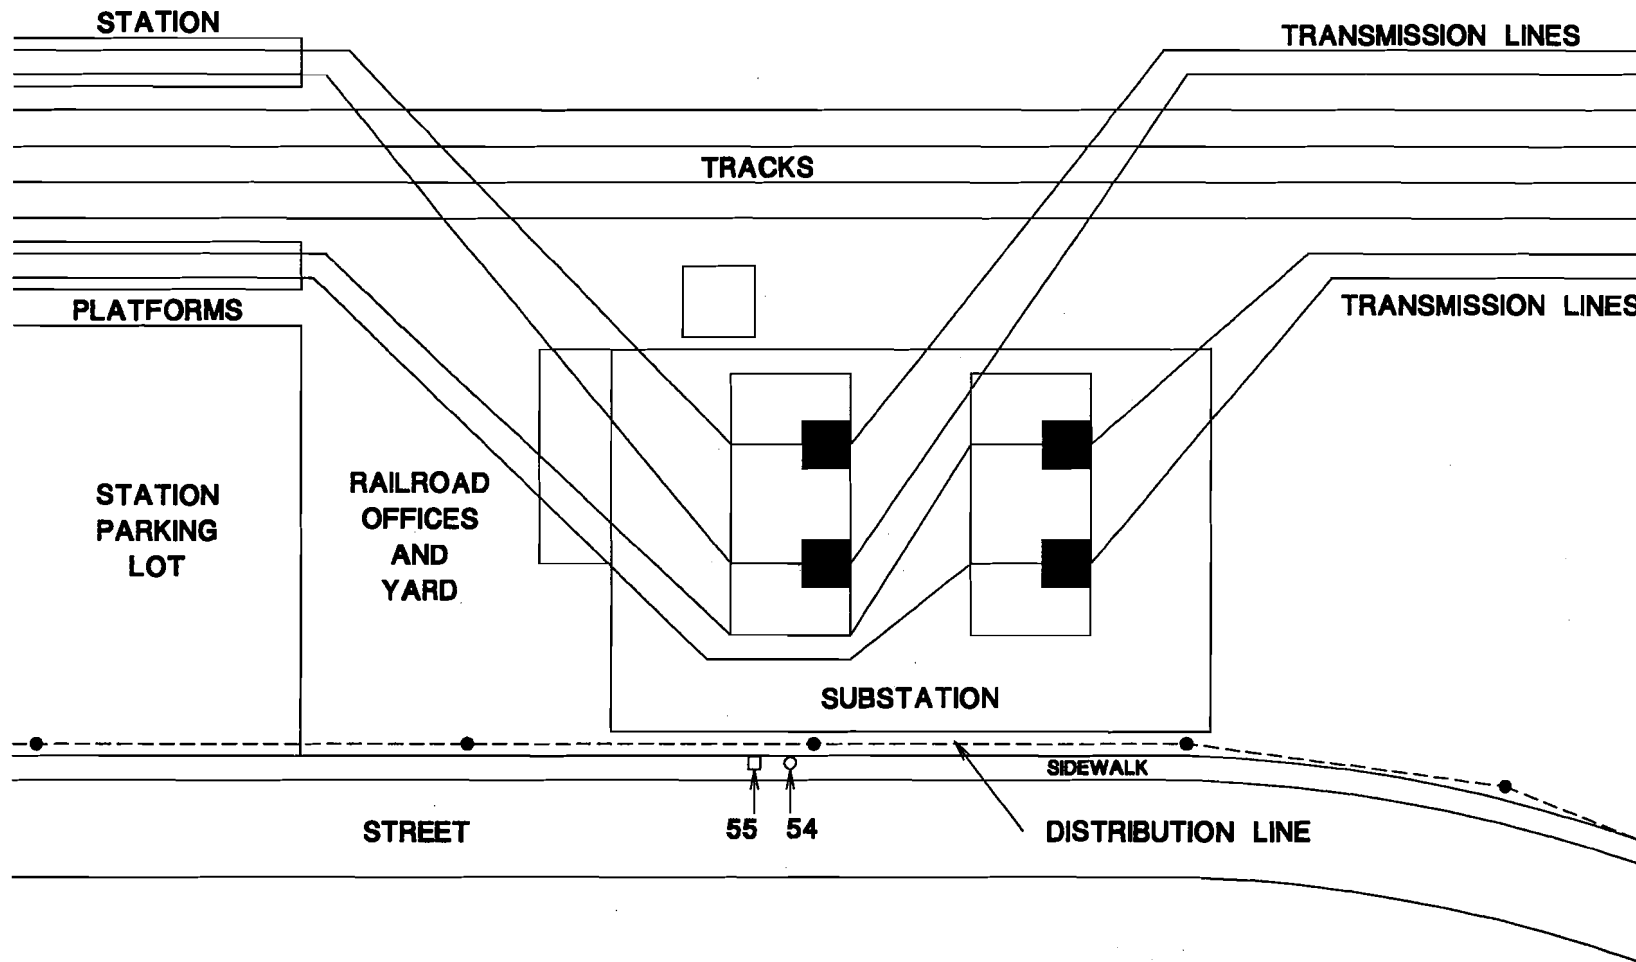 STATION
TRANSMISSION LINES
TRACKS
PLATFORMS
TRANSMISSION LINES
STATION
PARKING
LOT
RAILROAD
OFFICES
AND
YARD
SUBSTATION
SIDEWALK
STREET
55
54
DISTRIBUTION LINE